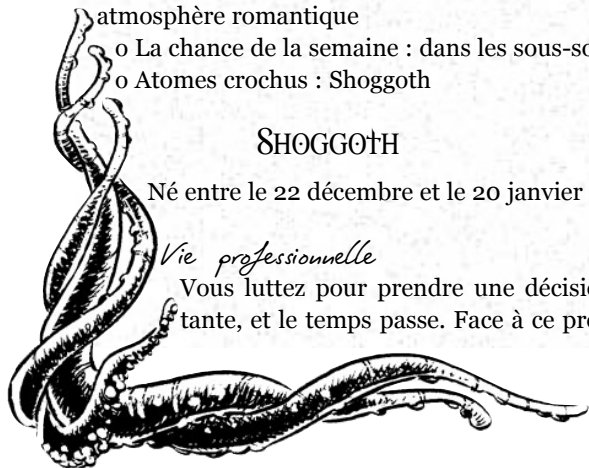 atmosphère romantique
o La chance de la semaine : dans les sous-so
o Atomes crochus : Shoggoth
SHOGGOTH
Né entre le 22 décembre et le 20 janvier
Vie professionnelle
Vous luttez pour prendre une décisi
tante, et le temps passe. Face à ce pr